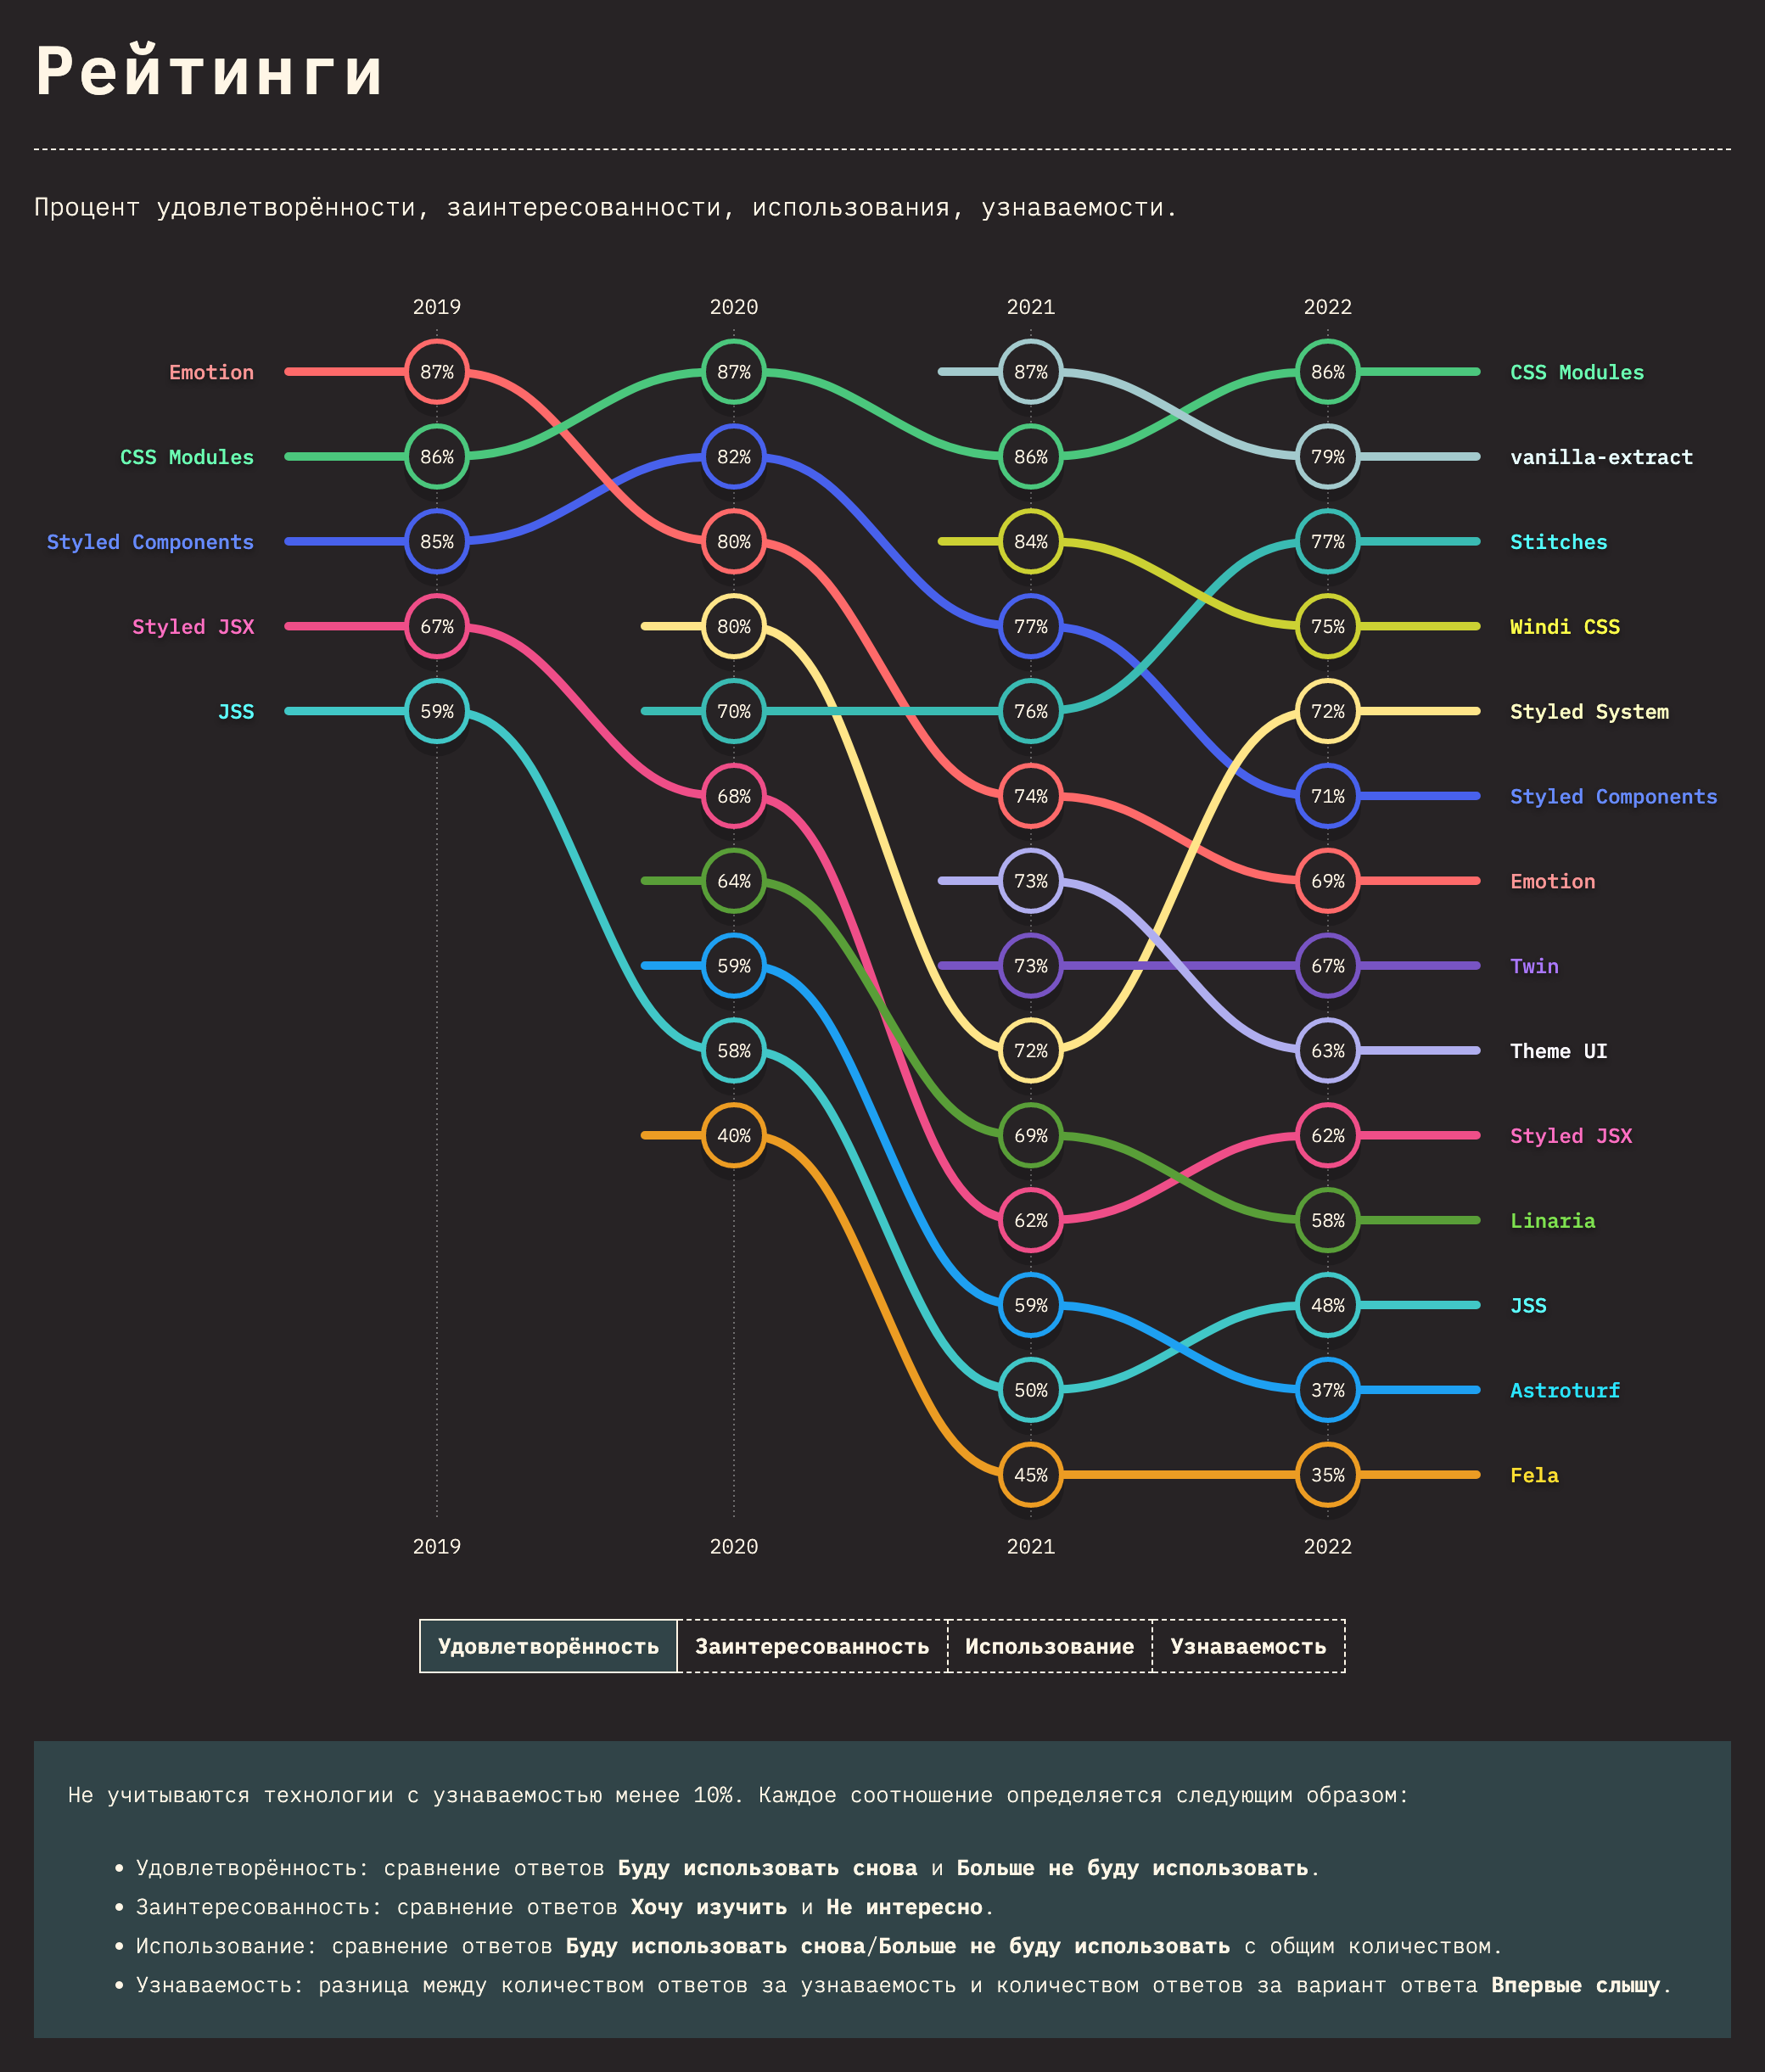 Рейтинги
Процент удовлетворённости, заинтересованности, использования, узнаваемости.
2019 2020 2021 2022
Emotion 87% 87% 87% 86% CSS Modules
CSS Modules 86% 82% 86% 79% vanilla-extract
Styled Components 85% 80% 84% 77% Stitches
Styled JSX 67% 80% 77% 75% Windi CSS
JSS 59% 70% 76% 72% Styled System
68% 74% 71% Styled Components
64% 73% 69% Emotion
59% 73% 67% Twin
58% 72% 63% Theme UI
40% 69% 62% Styled JSX
62% 58% Linaria
59% 48% JSS
50% 37% Astroturf
45% 35% Fela
2019 2020 2021 2022
Удовлетворённость Заинтересованность Использование Узнаваемость
Не учитываются технологии с узнаваемостью менее 10%. Каждое соотношение определяется следующим образом:
• Удовлетворённость: сравнение ответов Буду использовать снова и Больше не буду использовать.
• Заинтересованность: сравнение ответов Хочу изучить и Не интересно.
• Использование: сравнение ответов Буду использовать снова/Больше не буду использовать с общим количеством.
• Узнаваемость: разница между количеством ответов за узнаваемость и количеством ответов за вариант ответа Впервые слышу.